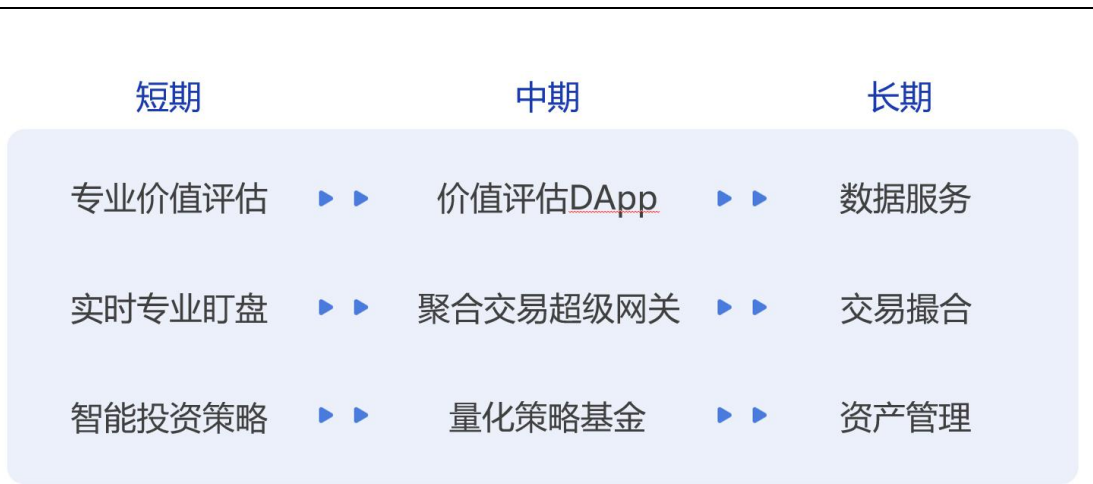 短期 中期 长期
专业价值评估 价值评估DApp 数据服务
实时专业盯盘 聚合交易超级网关 交易撮合
智能投资策略 量化策略基金 资产管理